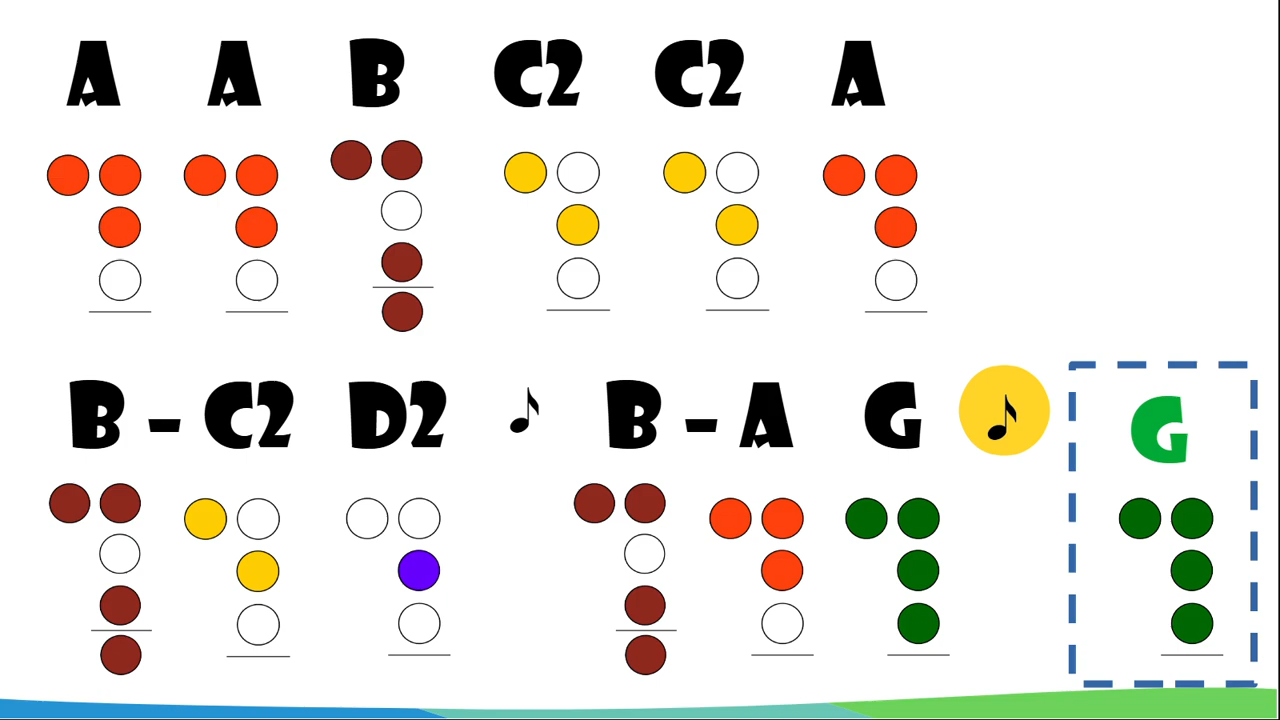 A A B C2 C2 A
B - C2 D2 ♪ B - A G ♪ G